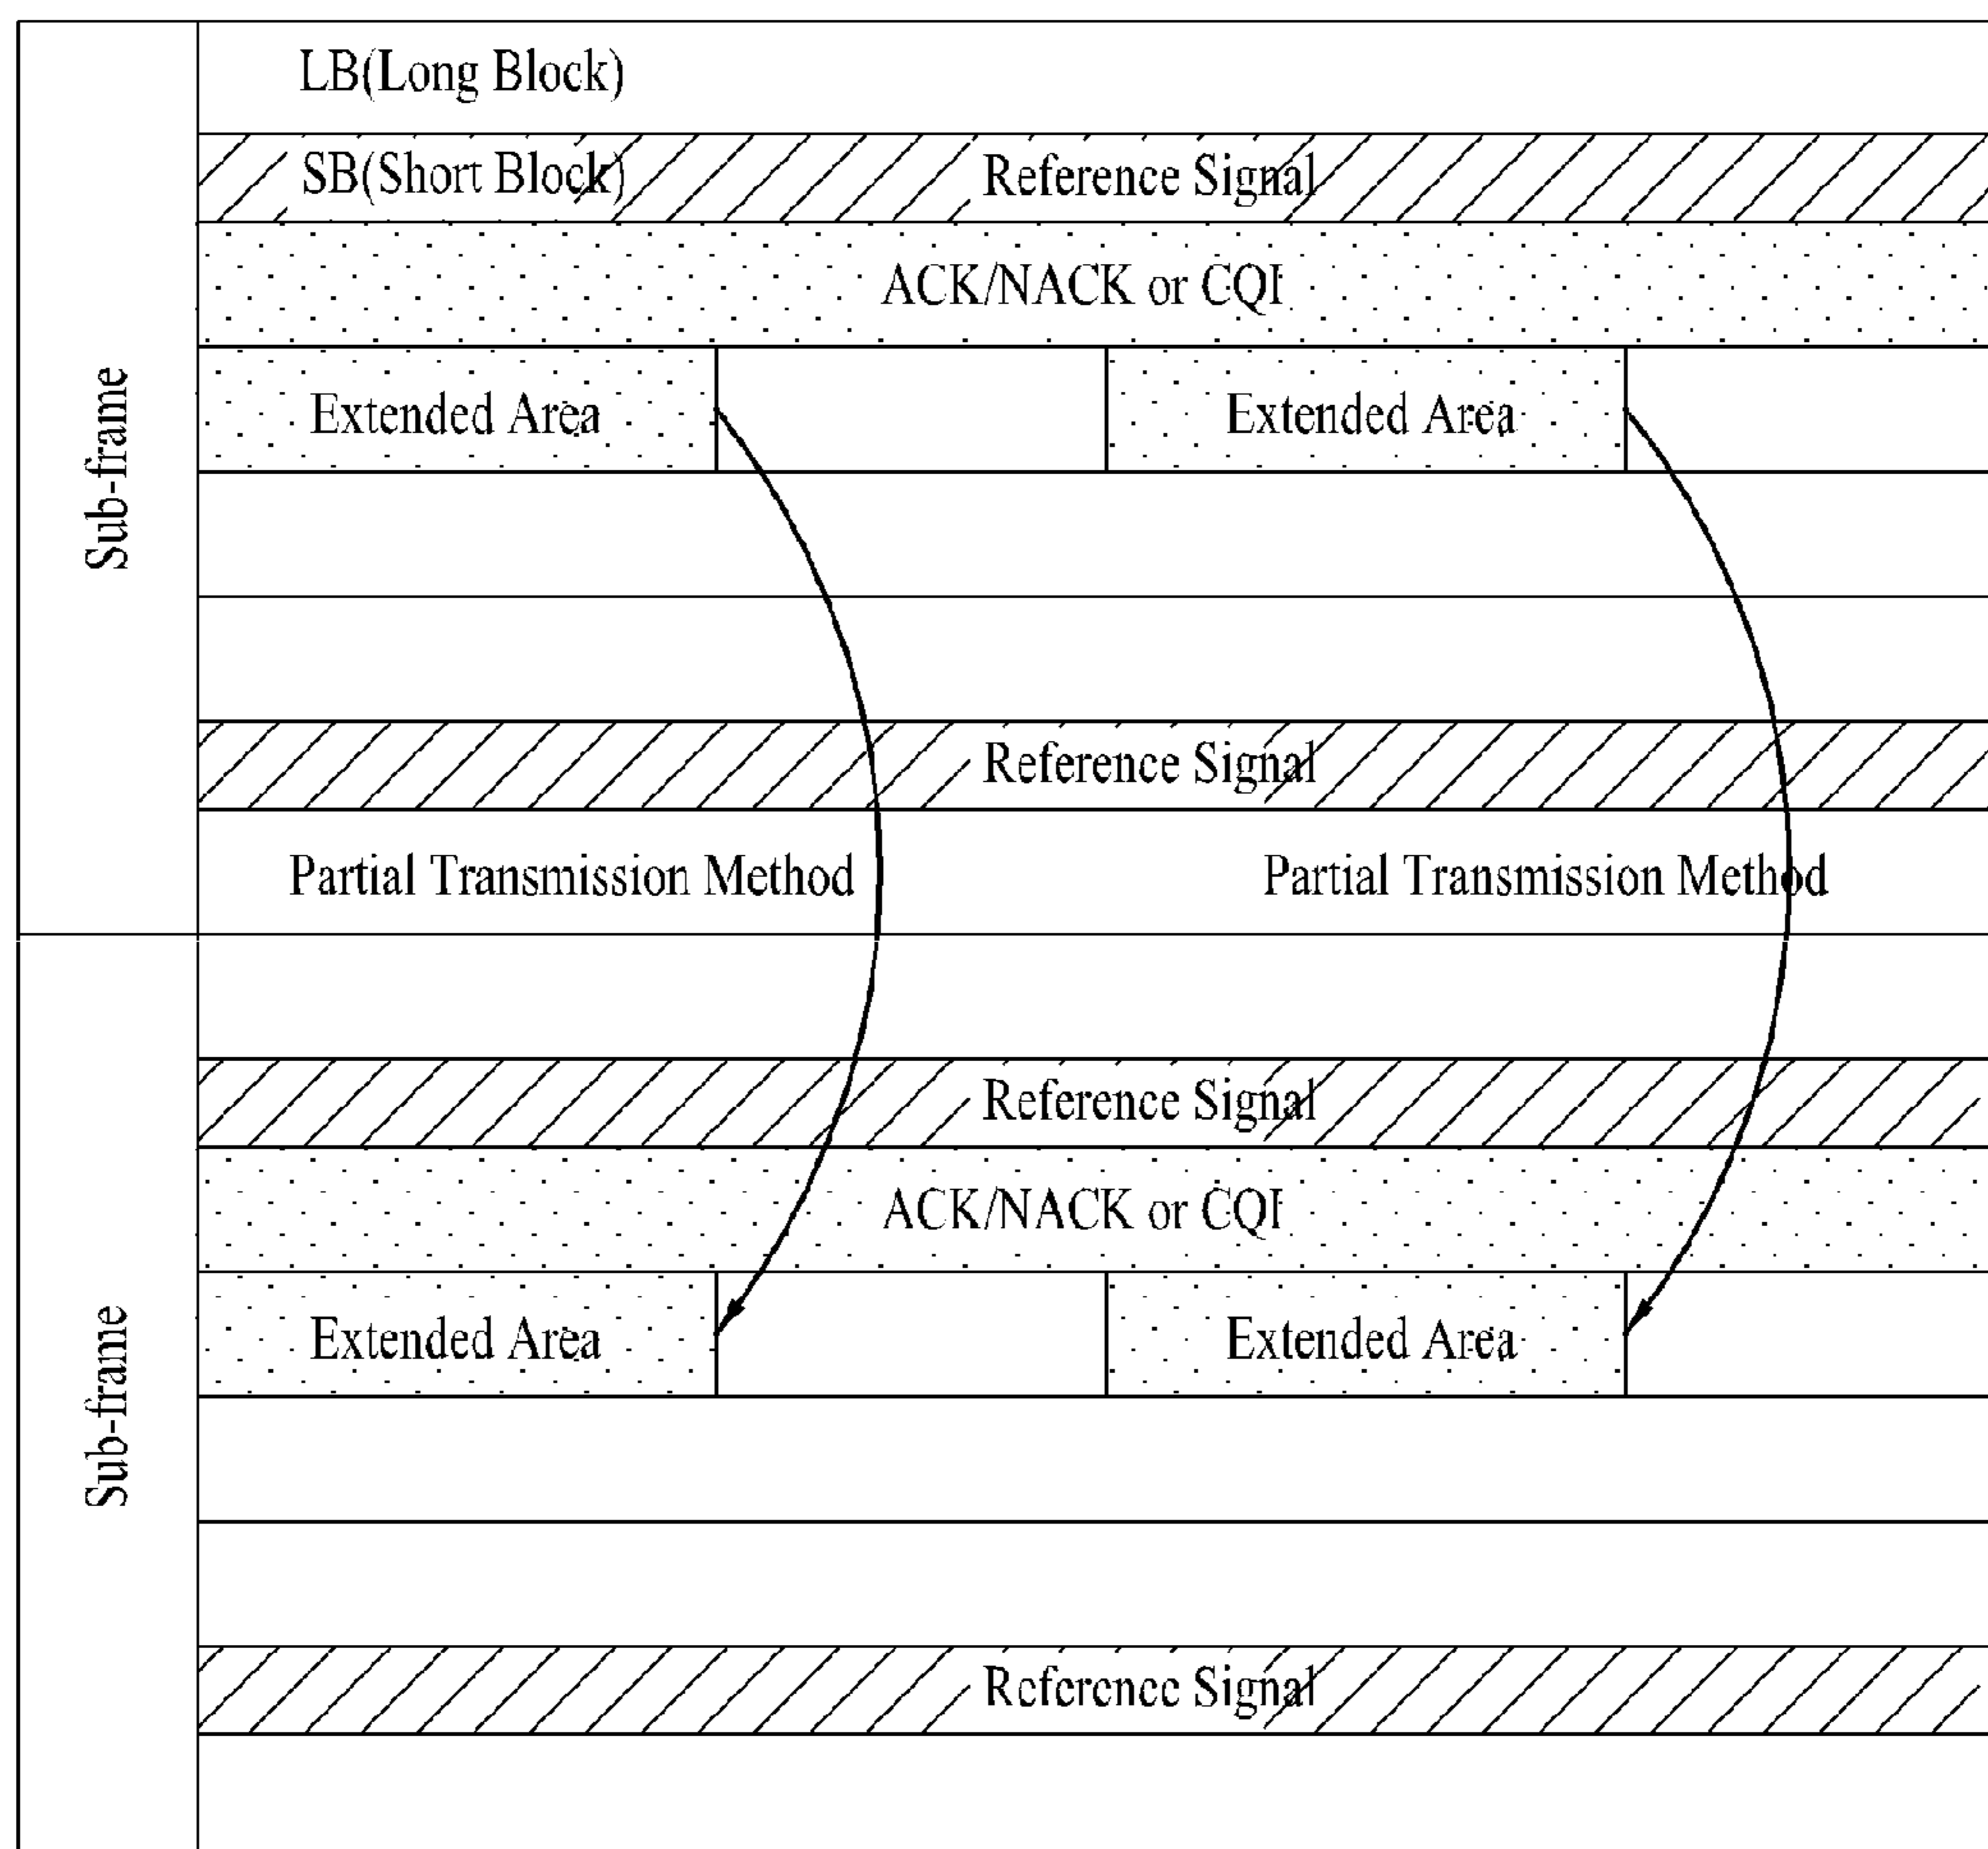 Sub-frame
LB(Long Block)
SB(Short Block)
Reference Signal
ACK/NACK or CQI
Extended Area
Extended Area
Reference Signal
Partial Transmission Method
Partial Transmission Method
Sub-frame
Reference Signal
ACK/NACK or CQI
Extended Area
Extended Area
Reference Signal